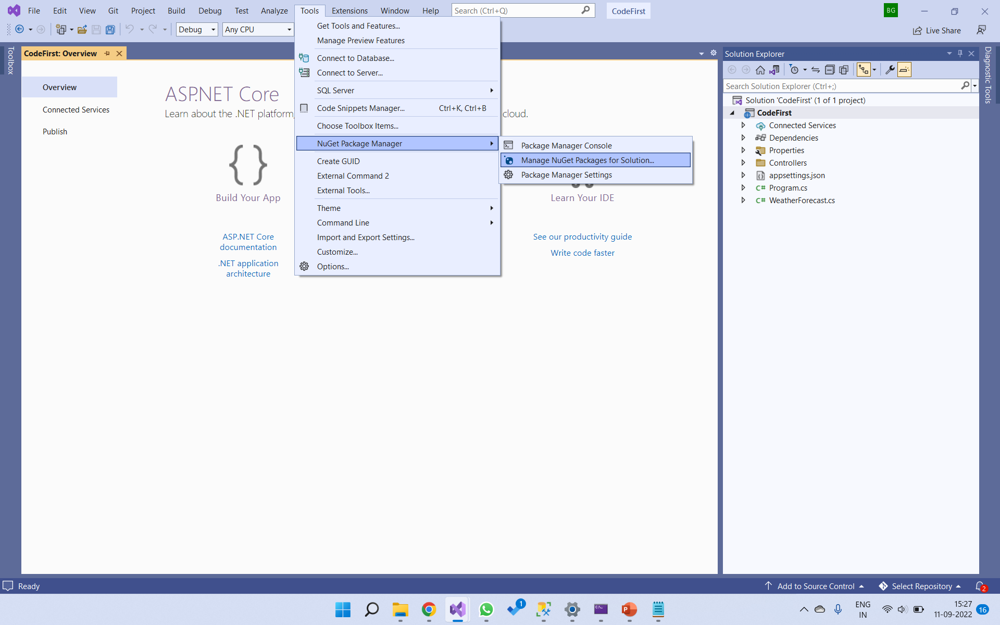 File Edit View Git Project Build Debug Test Analyze Tools Extensions Window Help Search (Ctrl+Q) CodeFirst BG
Debug Any CPU Live Share
Toolbox
CodeFirst: Overview
Overview
Connected Services
Publish
ASP.NET Core
Learn about the .NET platform, cloud.
Build Your App
ASP.NET Core
documentation
.NET application
architecture
Learn Your IDE
See our productivity guide
Write code faster
Get Tools and Features...
Manage Preview Features
Connect to Database...
Connect to Server...
SQL Server
Code Snippets Manager... Ctrl+K, Ctrl+B
Choose Toolbox Items...
NuGet Package Manager
Create GUID
External Command 2
External Tools...
Theme
Command Line
Import and Export Settings...
Customize...
Options...
Package Manager Console
Manage NuGet Packages for Solution...
Package Manager Settings
Solution Explorer
Search Solution Explorer (Ctrl+;)
Solution 'CodeFirst' (1 of 1 project)
CodeFirst
Connected Services
Dependencies
Properties
Controllers
appsettings.json
C# Program.cs
C# WeatherForecast.cs
Diagnostic Tools
Ready Add to Source Control Select Repository 2
1
ENG
IN
15:27
11-09-2022
16